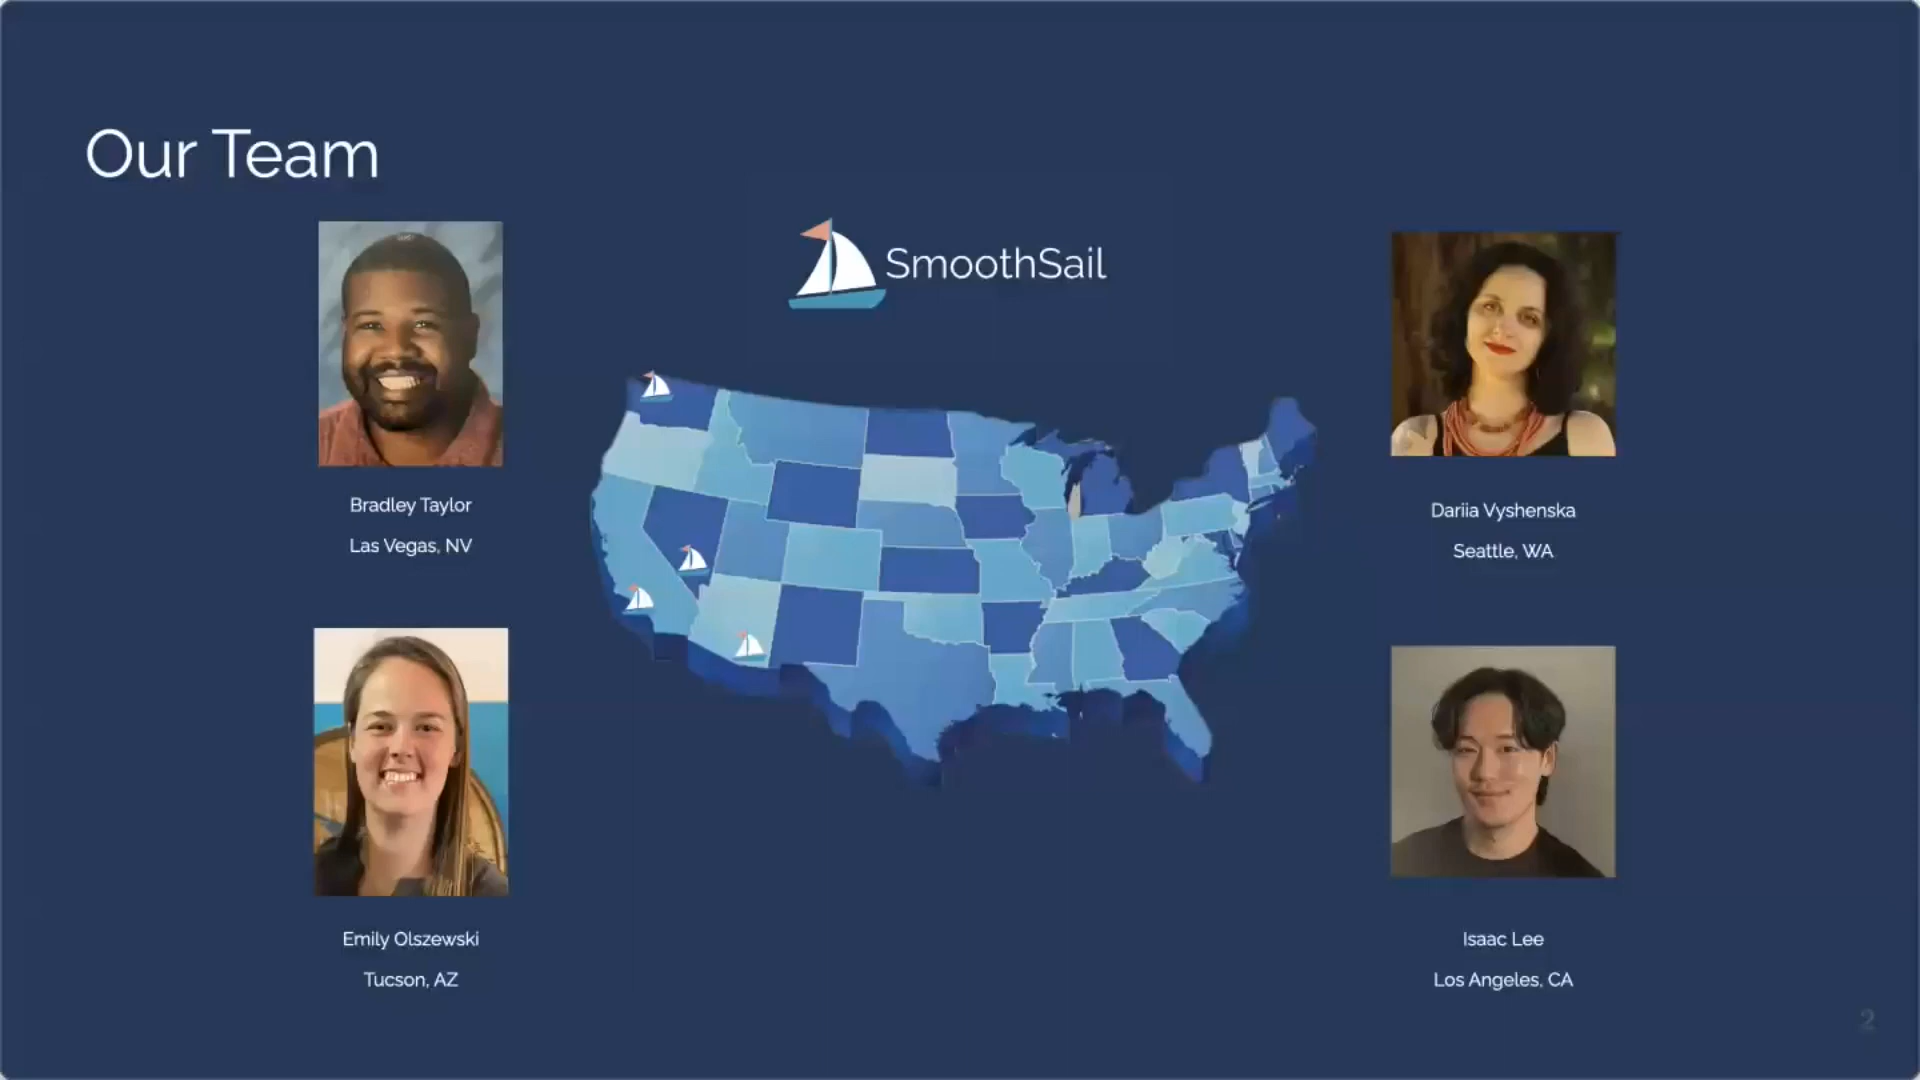 Our Team
SmoothSail
Bradley Taylor
Las Vegas, NV
Dariia Vyshenska
Seattle, WA
Emily Olszewski
Tucson, AZ
Isaac Lee
Los Angeles, CA
2